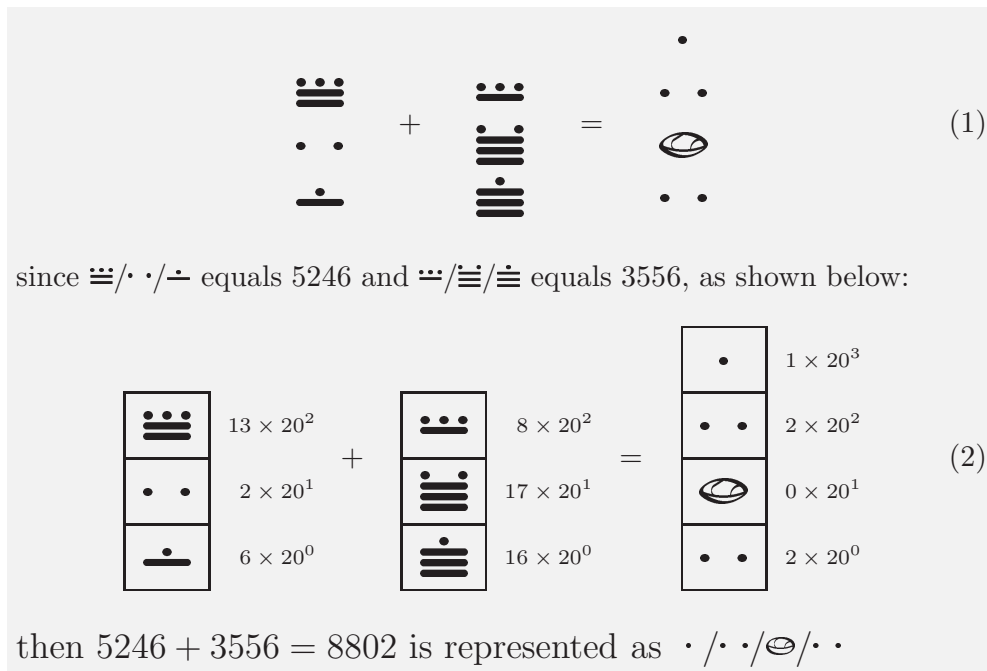 𝋭 + 𝋨 = 𝋡
𝋢 𝋱 𝋢
𝋦 𝋰 𝋠 (1)
𝋢
since 𝋭/𝋢/𝋦 equals 5246 and 𝋨/𝋱/𝋰 equals 3556, as shown below:
𝋡 1 × 20³
𝋭 13 × 20² 𝋨 8 × 20² 𝋢 2 × 20²
𝋢 2 × 20¹ + 𝋱 17 × 20¹ = 𝋠 0 × 20¹ (2)
𝋦 6 × 20⁰ 𝋰 16 × 20⁰ 𝋢 2 × 20⁰
then 5246 + 3556 = 8802 is represented as 𝋡/𝋢/𝋠/𝋢